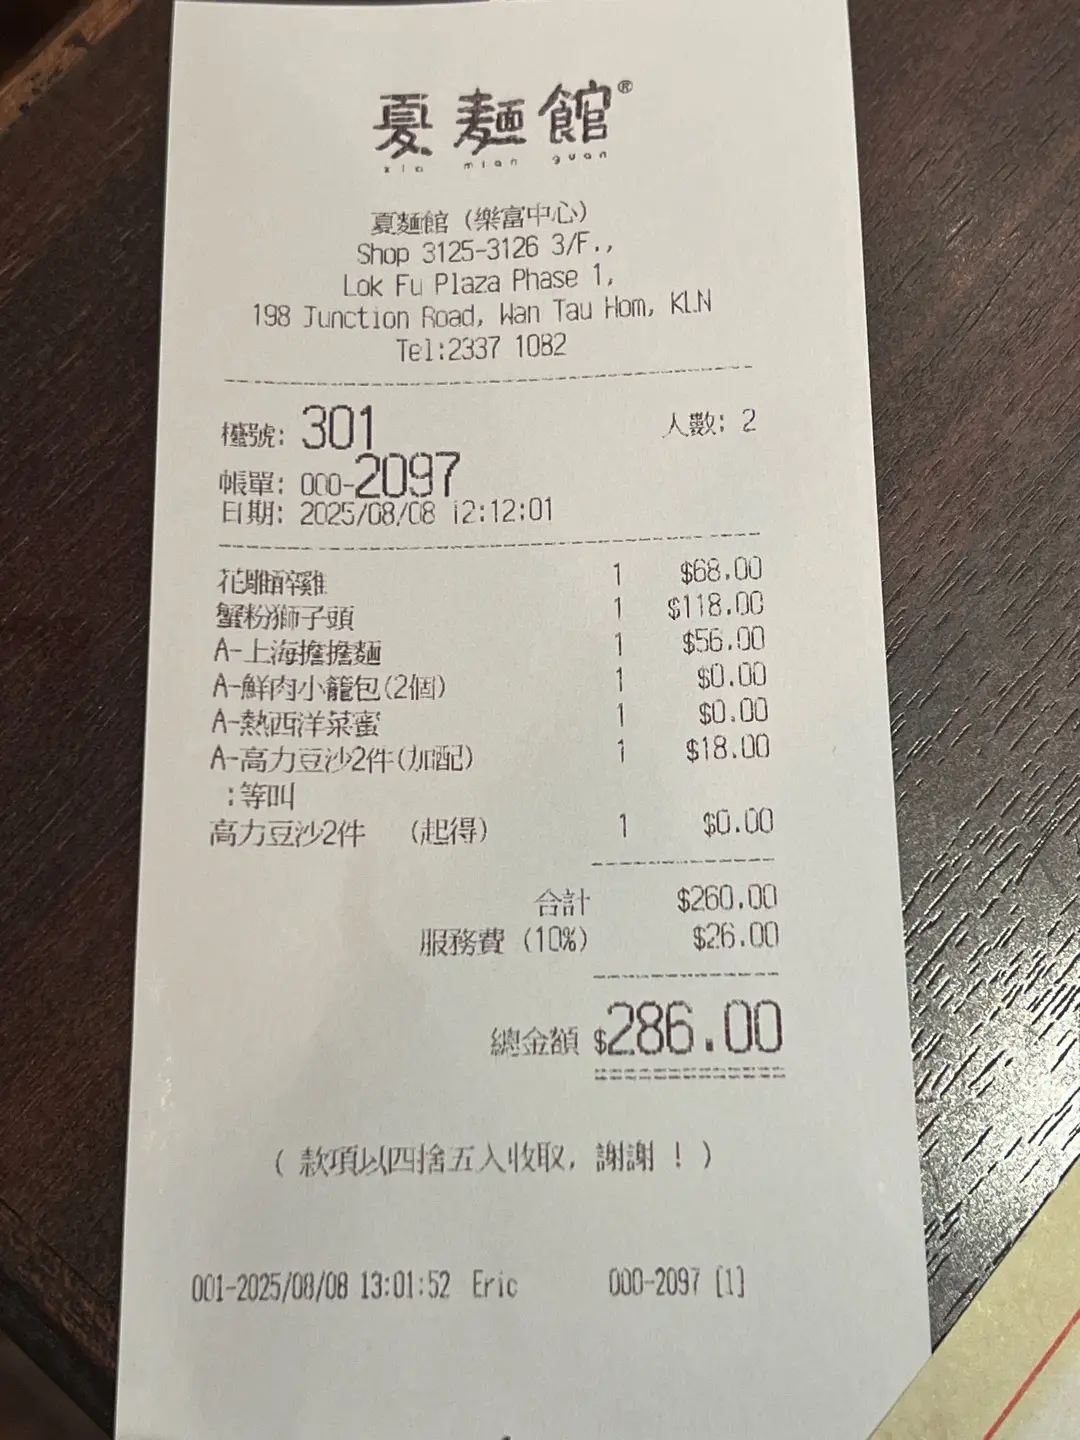 夏麵館®
xia mian guan
夏麵館 (樂富中心)
Shop 3125-3126 3/F.,
Lok Fu Plaza Phase 1,
198 Junction Road, Wan Tau Hom, KLN
Tel:2337 1082
檯號: 301 人數: 2
帳單: 000-2097
日期: 2025/08/08 12:12:01
花雕醉雞 1 $68.00
蟹粉獅子頭 1 $118.00
A-上海擔擔麵 1 $56.00
A-鮮肉小籠包(2個) 1 $0.00
A-熱西洋菜蜜 1 $0.00
A-高力豆沙2件(加配) 1 $18.00
:等叫
高力豆沙2件 (起得) 1 $0.00
合計 $260.00
服務費 (10%) $26.00
總金額 $286.00
( 款項以四捨五入收取, 謝謝 ! )
001-2025/08/08 13:01:52 Eric 000-2097 [1]